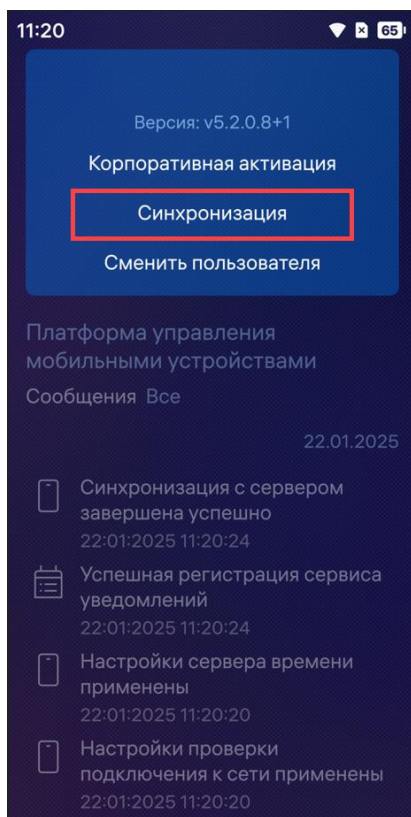 11:20
65
Версия: v5.2.0.8+1
Корпоративная активация
Синхронизация
Сменить пользователя
Платформа управления
мобильными устройствами
Сообщения Все
22.01.2025
Синхронизация с сервером
завершена успешно
22:01:2025 11:20:24
Успешная регистрация сервиса
уведомлений
22:01:2025 11:20:24
Настройки сервера времени
применены
22:01:2025 11:20:20
Настройки проверки
подключения к сети применены
22:01:2025 11:20:20